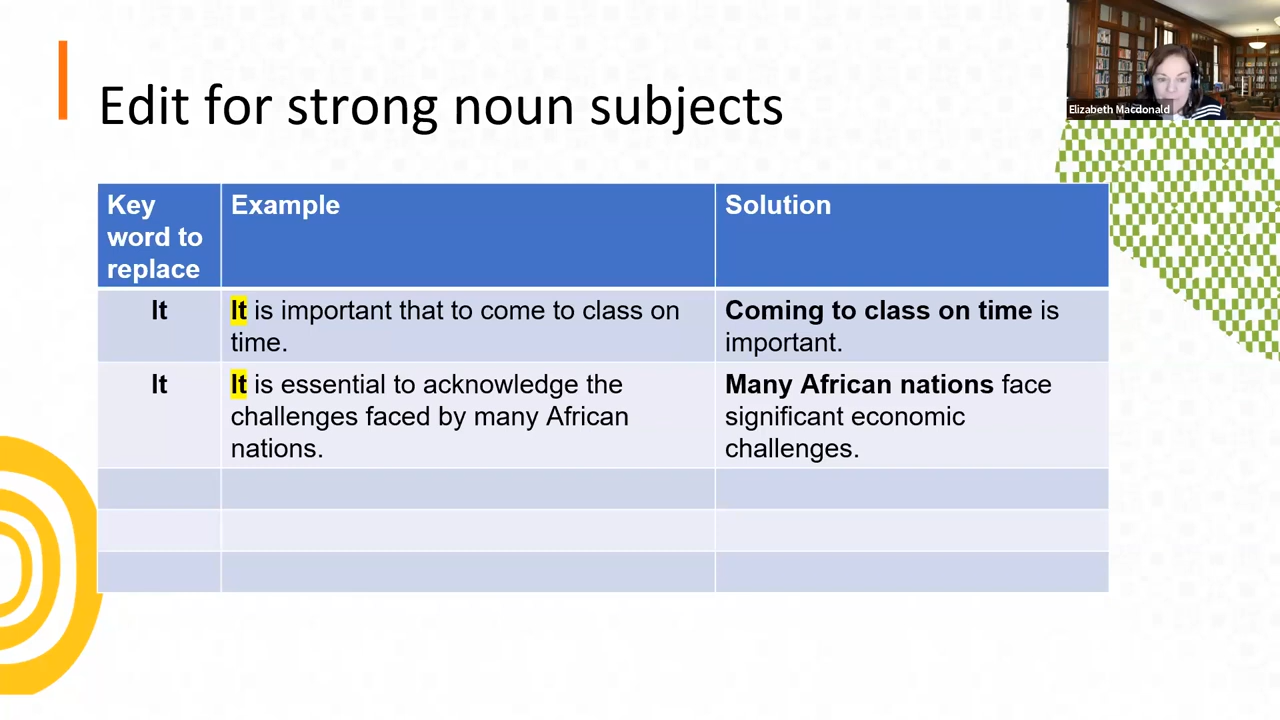 Elizabeth Macdonald
Edit for strong noun subjects
Key
word to
replace
Example
Solution
It
It is important that to come to class on
time.
Coming to class on time is
important.
It
It is essential to acknowledge the
challenges faced by many African
nations.
Many African nations face
significant economic
challenges.